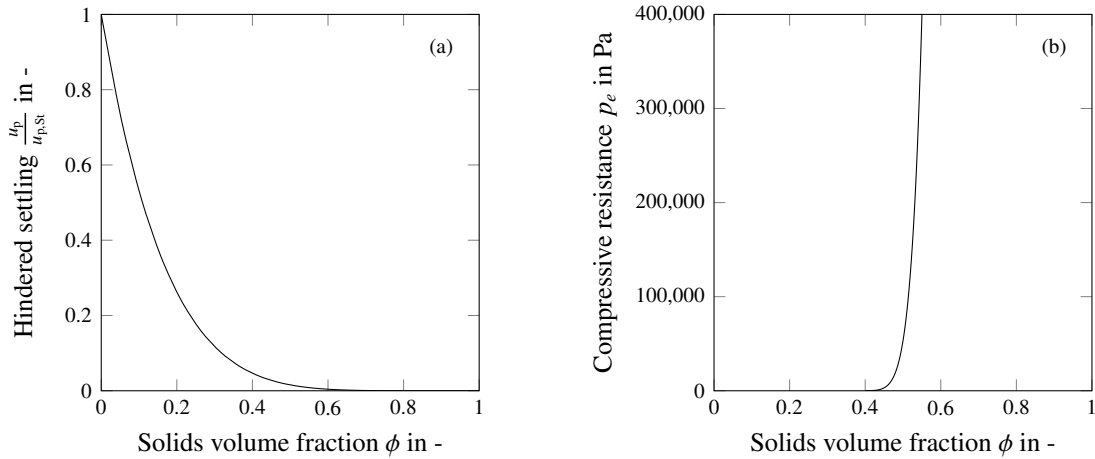 (a)
Hindered settling u_p/u_p,St in -
1
0.8
0.6
0.4
0.2
0
0 0.2 0.4 0.6 0.8 1
Solids volume fraction ϕ in -
(b)
Compressive resistance p_e in Pa
400,000
300,000
200,000
100,000
0
0 0.2 0.4 0.6 0.8 1
Solids volume fraction ϕ in -